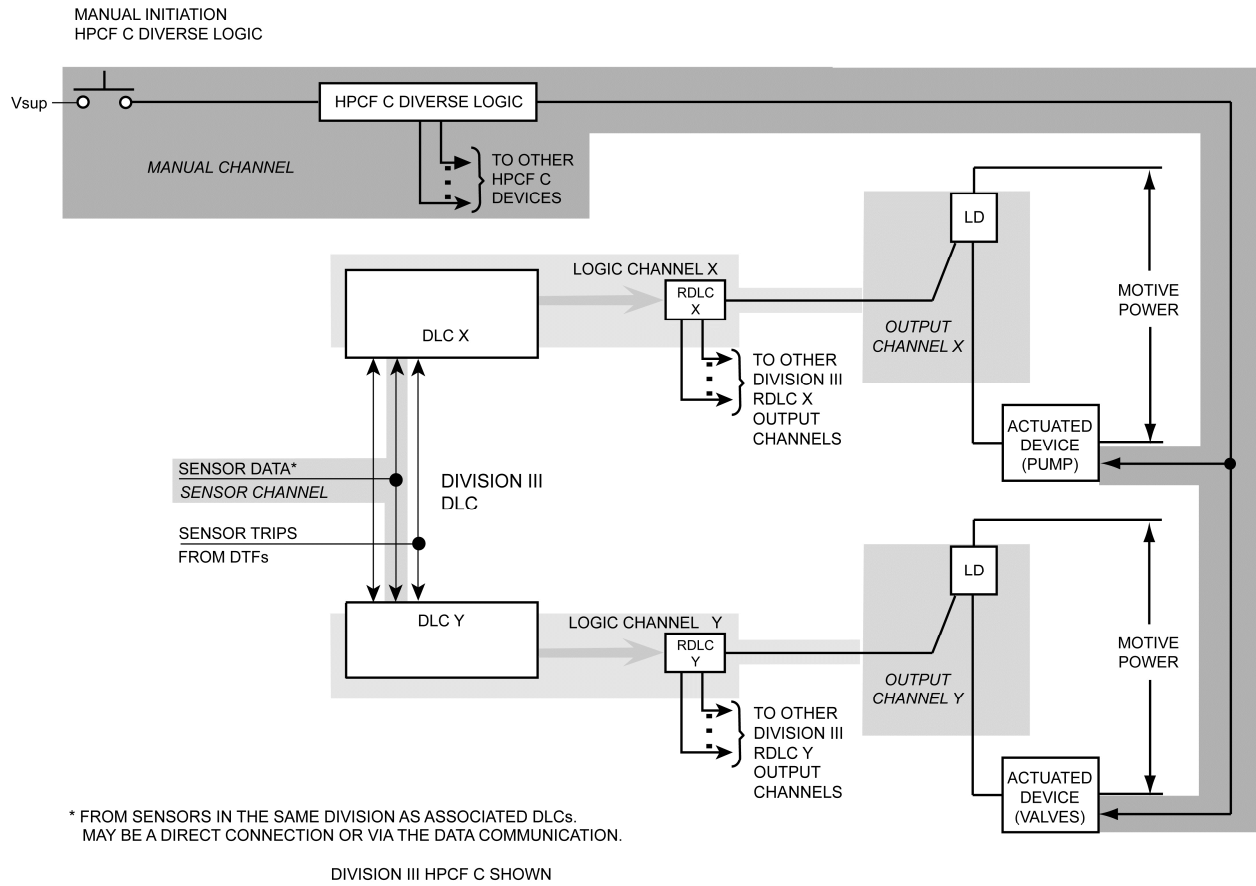 MANUAL INITIATION
HPCF C DIVERSE LOGIC
Vsup
HPCF C DIVERSE LOGIC
MANUAL CHANNEL
TO OTHER
HPCF C
DEVICES
LD
LOGIC CHANNEL X
RDLC
X
DLC X
OUTPUT
CHANNEL X
MOTIVE
POWER
TO OTHER
DIVISION III
RDLC X
OUTPUT
CHANNELS
ACTUATED
DEVICE
(PUMP)
SENSOR DATA*
SENSOR CHANNEL
DIVISION III
DLC
SENSOR TRIPS
FROM DTFs
LD
DLC Y
LOGIC CHANNEL Y
RDLC
Y
OUTPUT
CHANNEL Y
MOTIVE
POWER
TO OTHER
DIVISION III
RDLC Y
OUTPUT
CHANNELS
ACTUATED
DEVICE
(VALVES)
* FROM SENSORS IN THE SAME DIVISION AS ASSOCIATED DLCs.
MAY BE A DIRECT CONNECTION OR VIA THE DATA COMMUNICATION.
DIVISION III HPCF C SHOWN